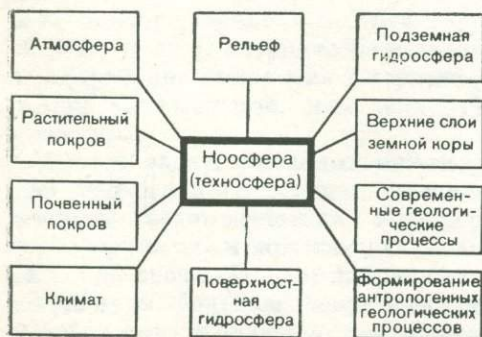 Атмосфера
Рельеф
Подземная
гидросфера
Растительный
покров
Ноосфера
(техносфера)
Верхние слои
земной коры
Почвенный
покров
Современ-
ные геологи-
ческие
процессы
Климат
Поверхност-
ная
гидросфера
Формирование
антропогенных
геологических
процессов